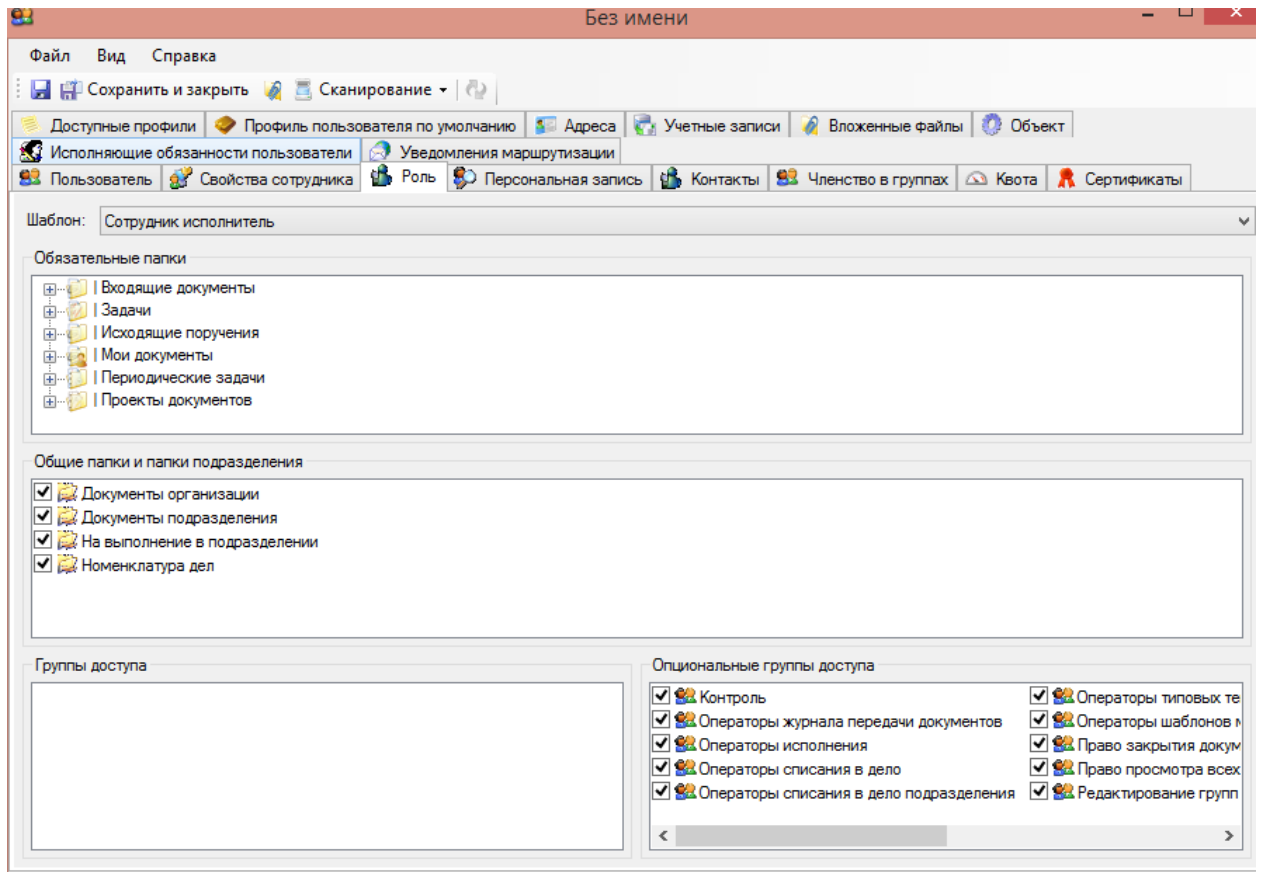 Без имени
Файл Вид Справка
Сохранить и закрыть Сканирование
Доступные профили Профиль пользователя по умолчанию Адреса Учетные записи Вложенные файлы Объект
Исполняющие обязанности пользователи Уведомления маршрутизации
Пользователь Свойства сотрудника Роль Персональная запись Контакты Членство в группах Квота Сертификаты
Шаблон: Сотрудник исполнитель
Обязательные папки
| Входящие документы
| Задачи
| Исходящие поручения
| Мои документы
| Периодические задачи
| Проекты документов
Общие папки и папки подразделения
Документы организации
Документы подразделения
На выполнение в подразделении
Номенклатура дел
Группы доступа Опциональные группы доступа
Контроль Операторы типовых те
Операторы журнала передачи документов Операторы шаблонов м
Операторы исполнения Право закрытия докум
Операторы списания в дело Право просмотра всех
Операторы списания в дело подразделения Редактирование групп